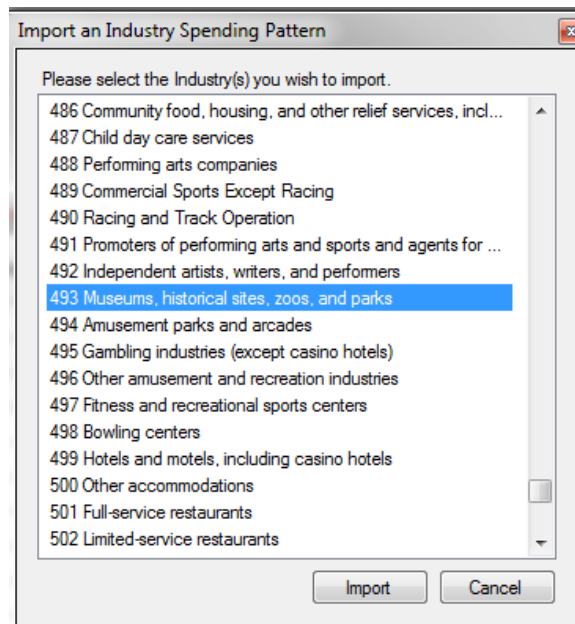 Import an Industry Spending Pattern
Please select the Industry(s) you wish to import.
486 Community food, housing, and other relief services, incl...
487 Child day care services
488 Performing arts companies
489 Commercial Sports Except Racing
490 Racing and Track Operation
491 Promoters of performing arts and sports and agents for ...
492 Independent artists, writers, and performers
493 Museums, historical sites, zoos, and parks
494 Amusement parks and arcades
495 Gambling industries (except casino hotels)
496 Other amusement and recreation industries
497 Fitness and recreational sports centers
498 Bowling centers
499 Hotels and motels, including casino hotels
500 Other accommodations
501 Full-service restaurants
502 Limited-service restaurants
Import Cancel